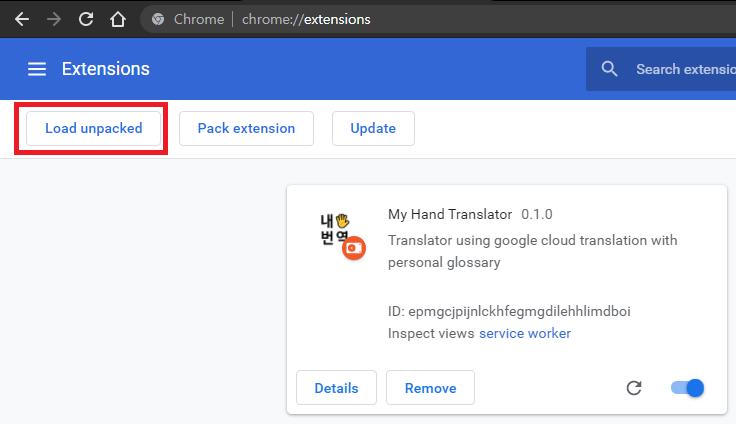 Chrome | chrome://extensions
Extensions
Search extensio
Load unpacked
Pack extension
Update
내
번역
My Hand Translator 0.1.0
Translator using google cloud translation with
personal glossary
ID: epmgcjpijnlckhfegmgdilehhlimdboi
Inspect views service worker
Details
Remove